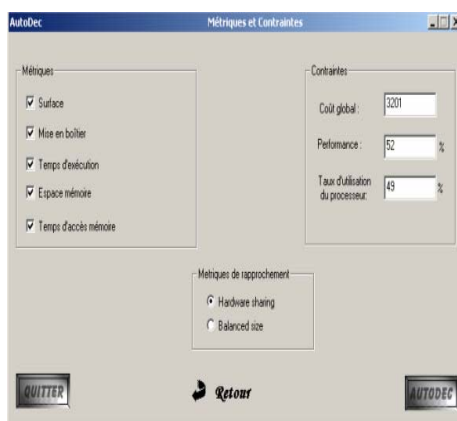 AutoDec Métriques et Contraintes
Métriques
Surface
Mise en boîtier
Temps d'exécution
Espace mémoire
Temps d'accès mémoire
Contraintes
Coût global : 3201
Performance : 52 %
Taux d'utilisation
du processeur: 49 %
Metriques de rapprochement
Hardware sharing
Balanced size
QUITTER Retour AUTODEC